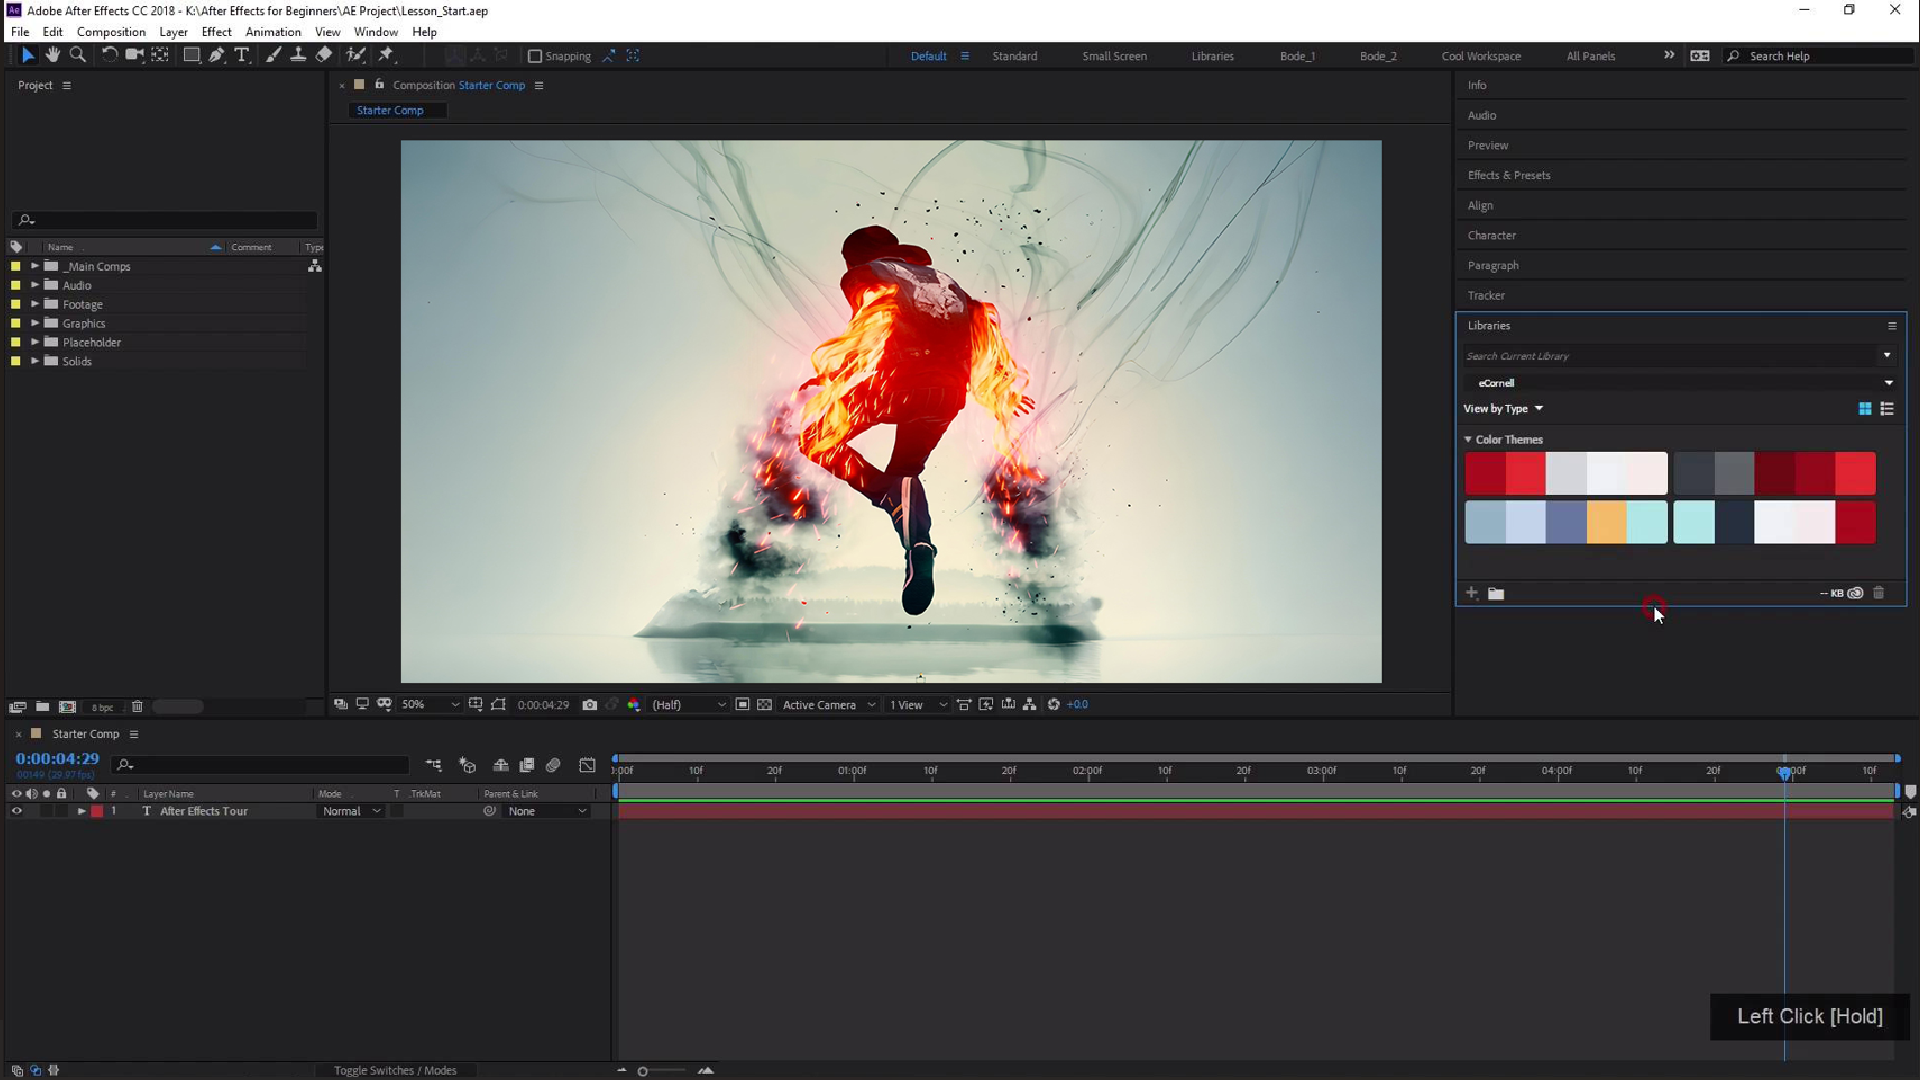 Adobe After Effects CC 2018 - K:\After Effects for Beginners\AE Project\Lesson_Start.aep
File Edit Composition Layer Effect Animation View Window Help
Snapping Default Standard Small Screen Libraries Bode_1 Bode_2 Cool Workspace All Panels Search Help
Project
Composition Starter Comp
Starter Comp
Name Comment Type
_Main Comps
Audio
Footage
Graphics
Placeholder
Solids
8 bpc
50% 0:00:04:29 (Half) Active Camera 1 View +0.0
Info
Audio
Preview
Effects & Presets
Align
Character
Paragraph
Tracker
Libraries
Search Current Library
eCornell
View by Type
Color Themes
-- KB
Starter Comp
0:00:04:29
00149 (29.97 fps)
:00f 10f 20f 01:00f 10f 20f 02:00f 10f 20f 03:00f 10f 20f 04:00f 10f 20f 10f
# Layer Name Mode T .TrkMat Parent & Link
1 T After Effects Tour Normal None
Left Click [Hold]
Toggle Switches / Modes